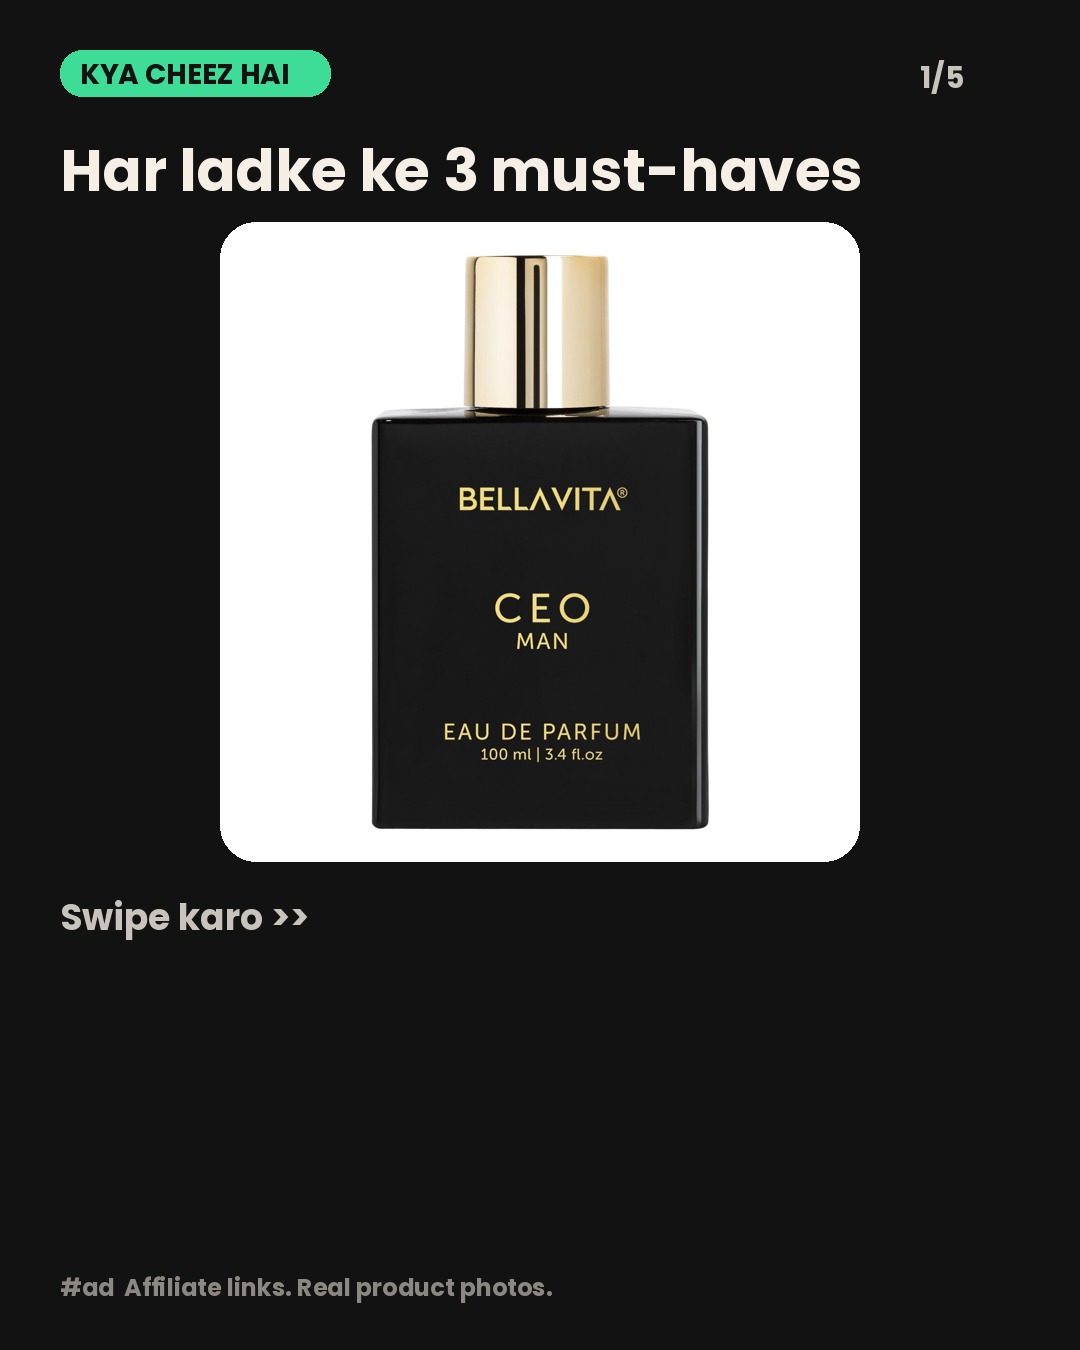 KYA CHEEZ HAI
1/5
Har ladke ke 3 must-haves
BELLAVITA®
CEO
MAN
EAU DE PARFUM
100 ml | 3.4 fl.oz
Swipe karo >>
#ad Affiliate links. Real product photos.